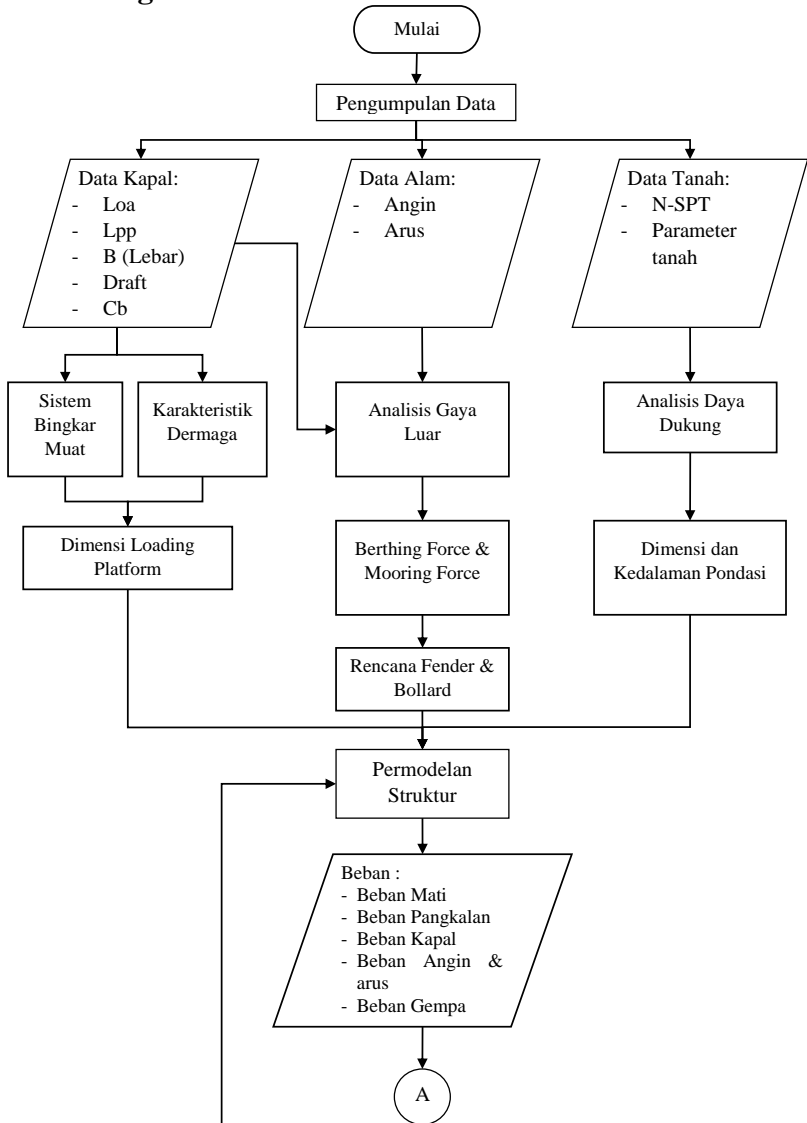 Mulai
Pengumpulan Data
Data Kapal:
- Loa
- Lpp
- B (Lebar)
- Draft
- Cb
Data Alam:
- Angin
- Arus
Data Tanah:
- N-SPT
- Parameter
tanah
Sistem
Bingkar
Muat
Karakteristik
Dermaga
Analisis Gaya
Luar
Analisis Daya
Dukung
Dimensi Loading
Platform
Berthing Force &
Mooring Force
Dimensi dan
Kedalaman Pondasi
Rencana Fender &
Bollard
Permodelan
Struktur
Beban :
- Beban Mati
- Beban Pangkalan
- Beban Kapal
- Beban Angin &
arus
- Beban Gempa
A